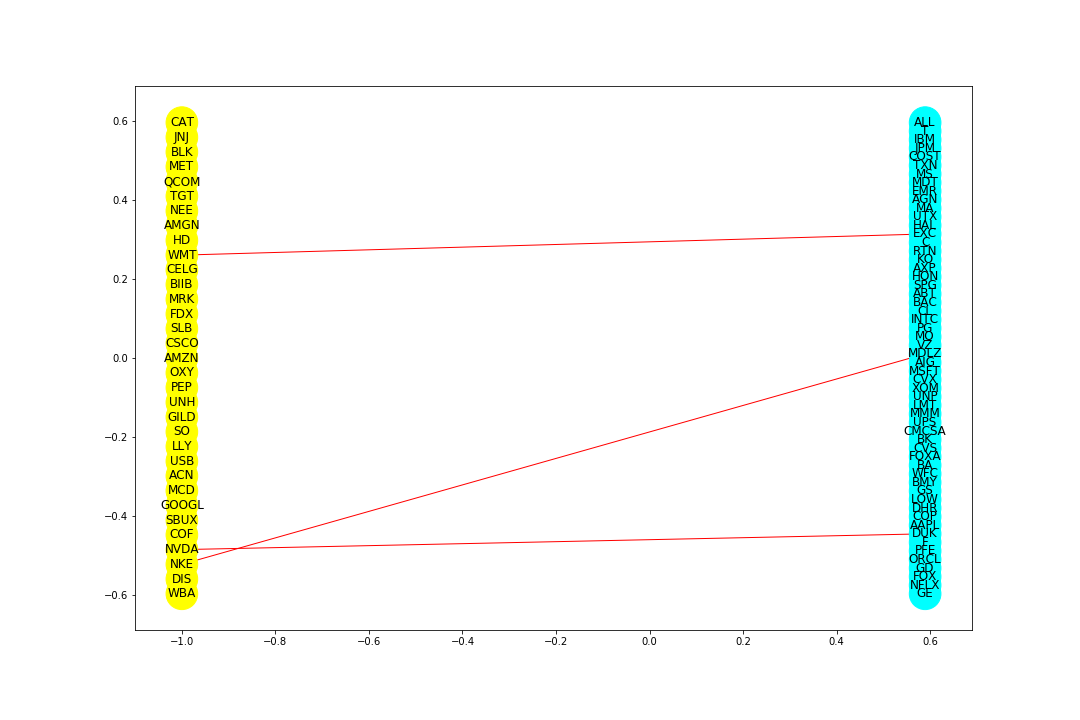 0.6
0.4
0.2
0.0
−0.2
−0.4
−0.6
CAT
JNJ
BLK
MET
QCOM
TGT
NEE
AMGN
HD
WMT
CELG
BIIB
MRK
FDX
SLB
CSCO
AMZN
OXY
PEP
UNH
GILD
SO
LLY
USB
ACN
MCD
GOOGL
SBUX
COF
NVDA
NKE
DIS
WBA
ALL
T
IBM
JPM
COST
TXN
MS
MDT
EMR
AGN
MA
UTX
HAL
EXC
C
RTN
KO
AXP
HON
SPG
ABT
BAC
CL
INTC
PG
MO
VZ
MDLZ
AIG
MSFT
CVX
XOM
UNP
LMT
MMM
UPS
CMCSA
BK
CVS
FOXA
BA
WFC
BMY
GS
LOW
DHR
COP
AAPL
DUK
F
PFE
ORCL
GD
FOX
NFLX
GE
−1.0 −0.8 −0.6 −0.4 −0.2 0.0 0.2 0.4 0.6